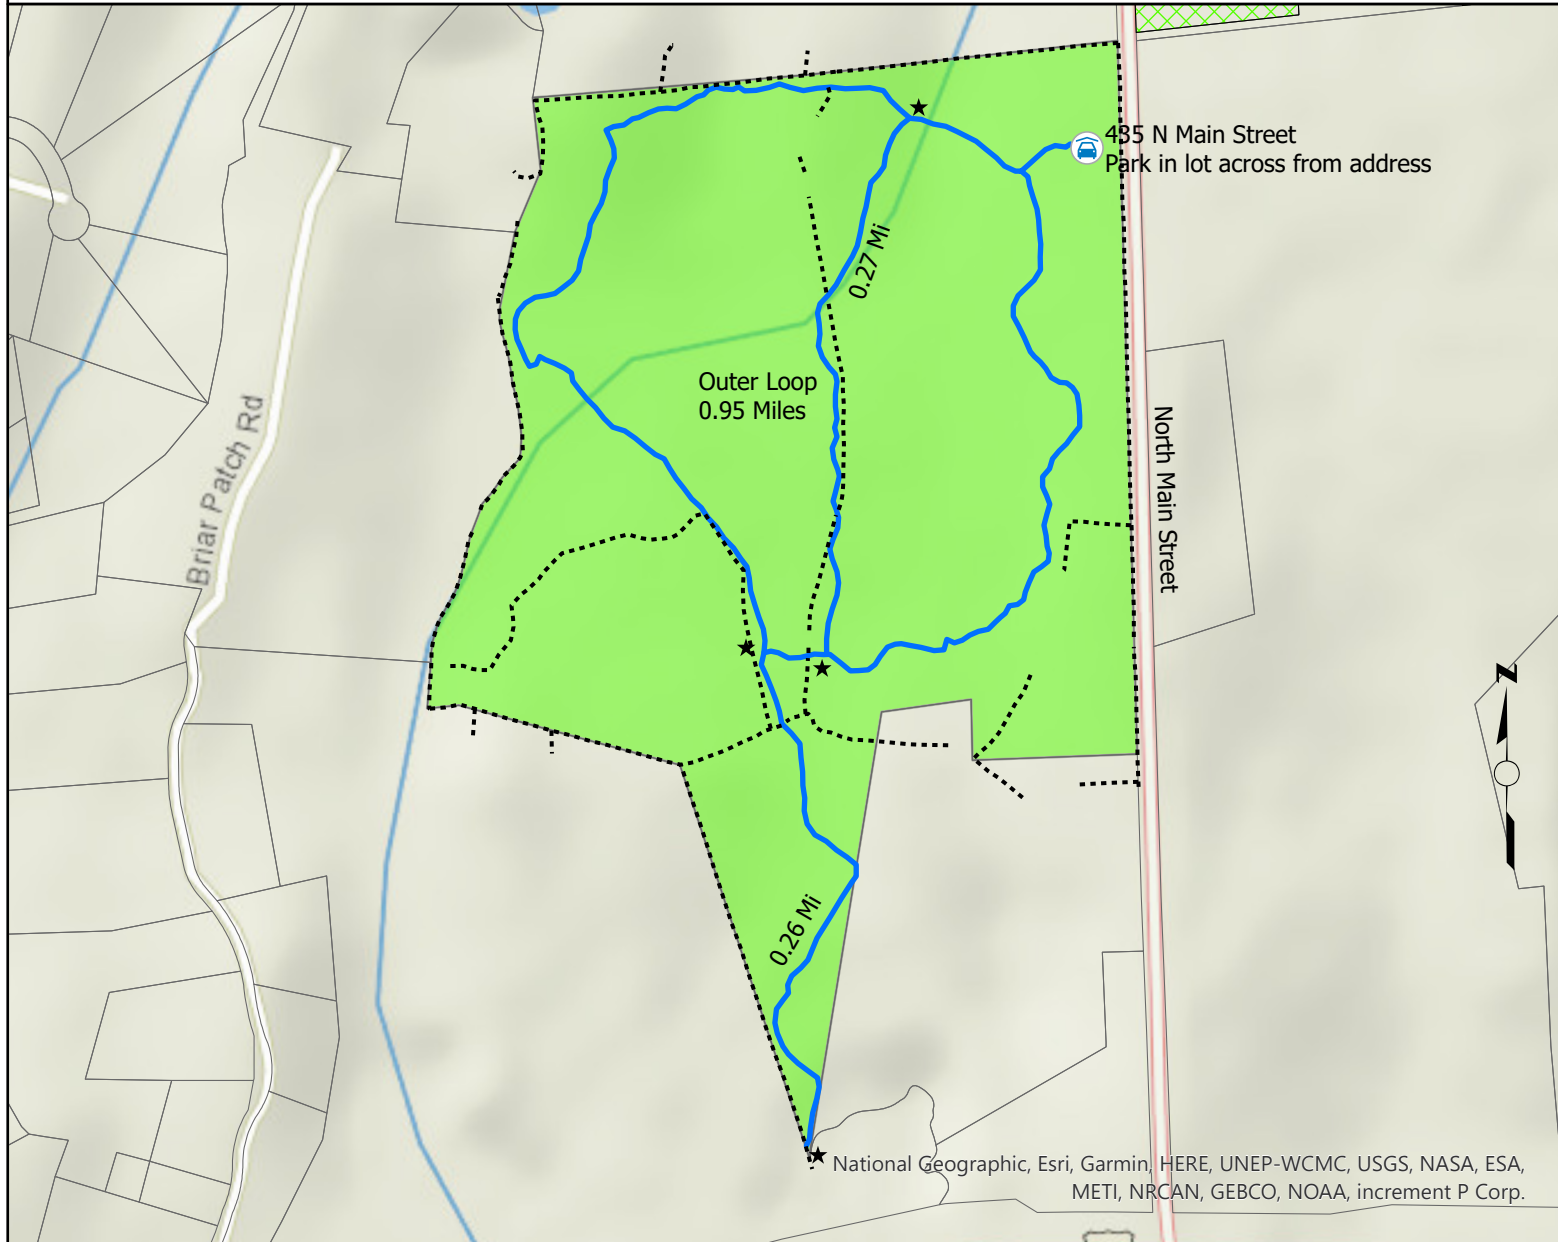 435 N Main Street
Park in lot across from address
0.27 Mi
Outer Loop
0.95 Miles
Briar Patch Rd
North Main Street
N
0.26 Mi
National Geographic, Esri, Garmin, HERE, UNEP-WCMC, USGS, NASA, ESA,
METI, NRCAN, GEBCO, NOAA, increment P Corp.